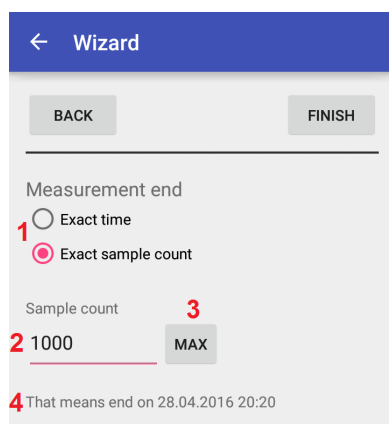 Wizard
BACK FINISH
Measurement end
1 Exact time
Exact sample count
Sample count 3
2 1000 MAX
4 That means end on 28.04.2016 20:20